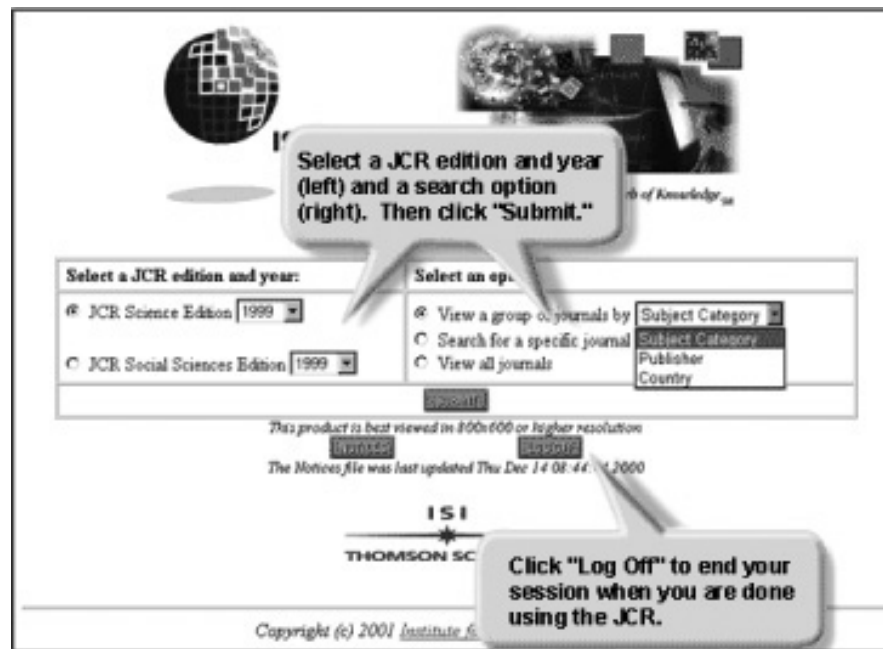 IS
Select a JCR edition and year
(left) and a search option
(right). Then click "Submit."
of Knowledge SM
Select a JCR edition and year:
Select an op
JCR Science Edition 1999
JCR Social Sciences Edition 1999
View a group of journals by Subject Category
Search for a specific journal
View all journals
Subject Category
Publisher
Country
Submit
This product is best viewed in 800x600 or higher resolution
Notices
The Notices file was last updated Thu Dec 14 08:44: 2000
ISI
THOMSON SC
Click "Log Off" to end your
session when you are done
using the JCR.
Copyright (c) 2001 Institute f